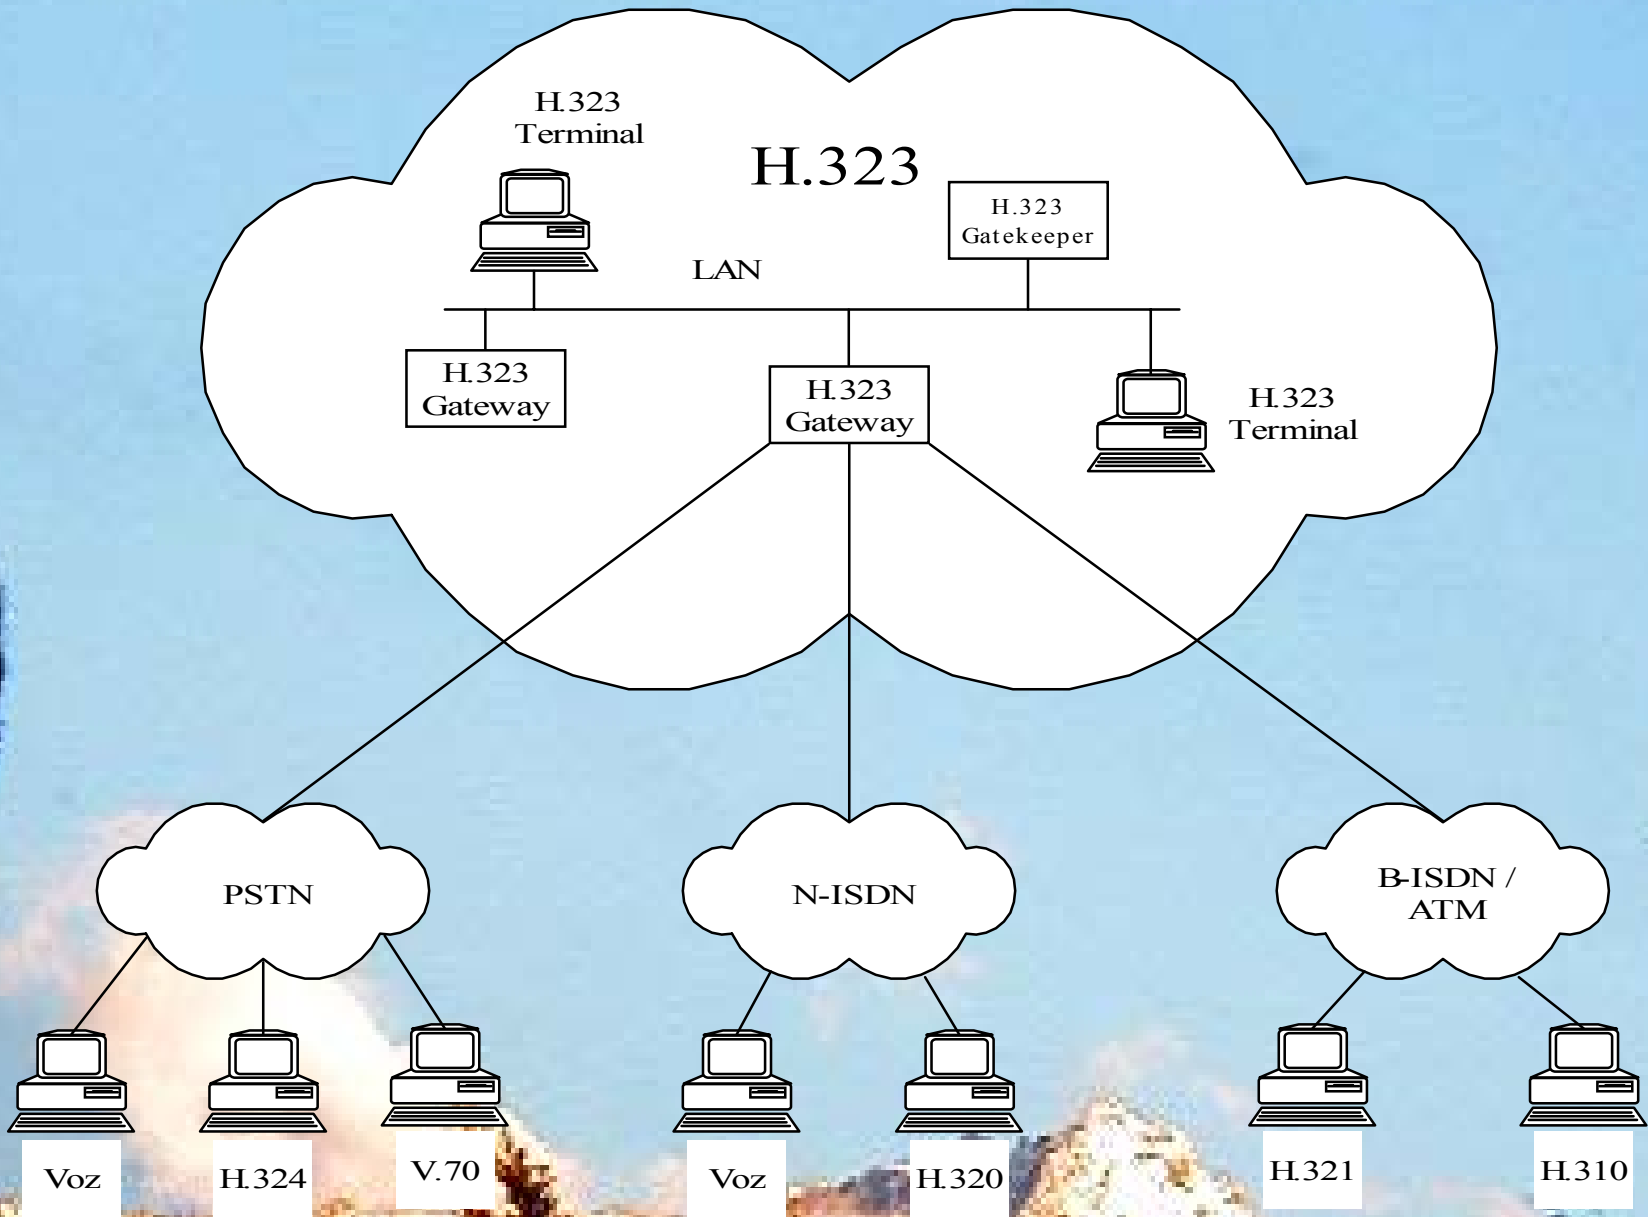 H.323
Terminal
H.323
H.323
Gatekeeper
LAN
H.323
Gateway
H.323
Gateway
H.323
Terminal
PSTN
N-ISDN
B-ISDN /
ATM
Voz
H.324
V.70
Voz
H.320
H.321
H.310